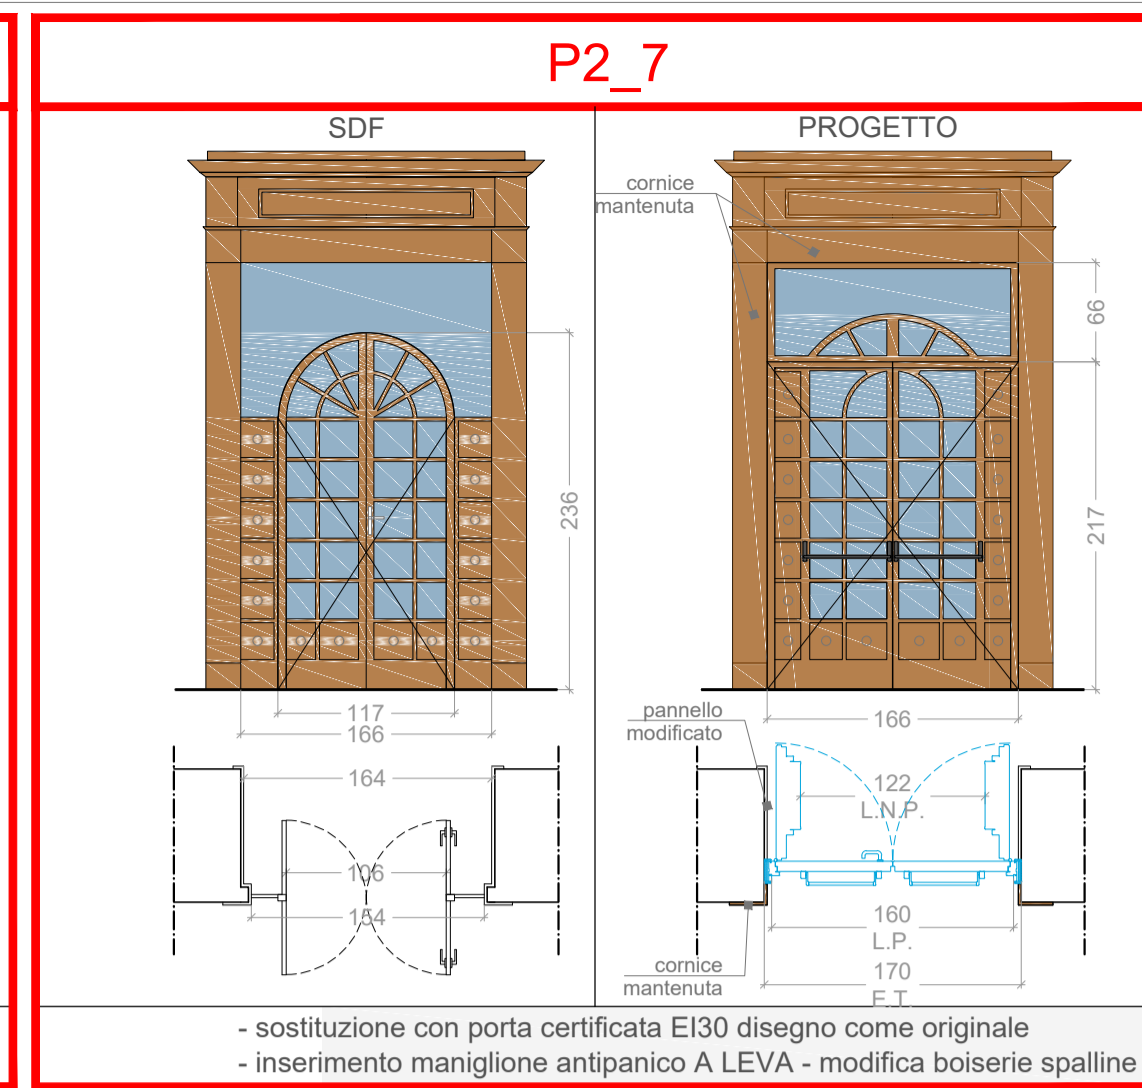 P2_7
SDF
PROGETTO
cornice
mantenuta
66
236
217
117
166
pannello
modificato
166
164
122
L.N.P.
106
154
160
L.P.
cornice
mantenuta
170
E.T.
- sostituzione con porta certificata EI30 disegno come originale
- inserimento maniglione antipanico A LEVA - modifica boiserie spalline